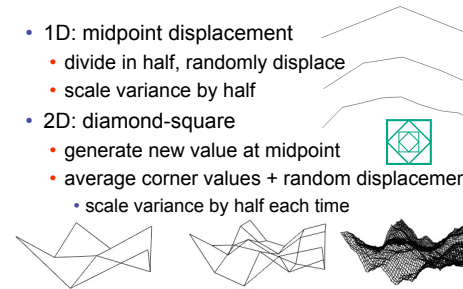 • 1D: midpoint displacement
• divide in half, randomly displace
• scale variance by half
• 2D: diamond-square
• generate new value at midpoint
• average corner values + random displacemen
• scale variance by half each time